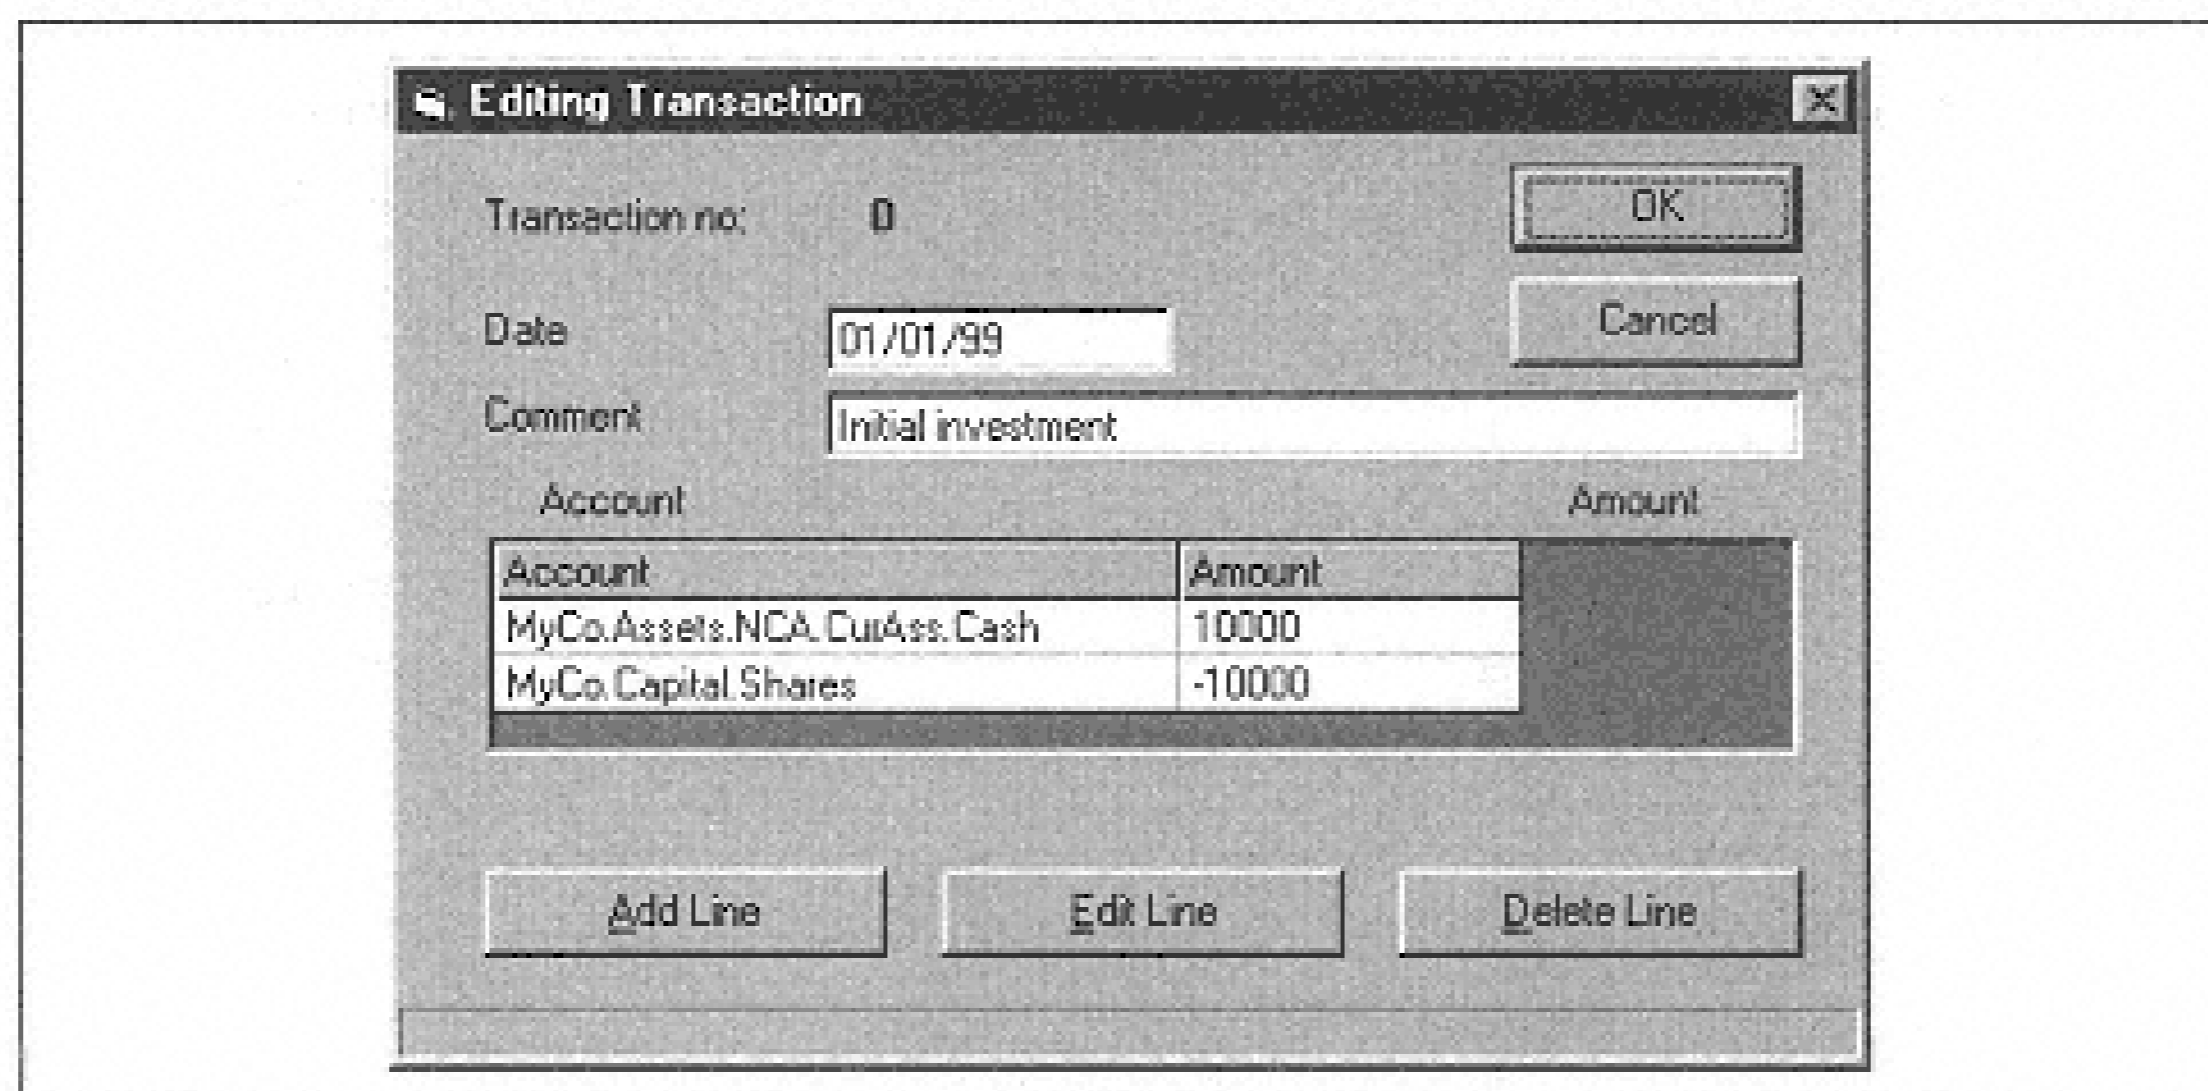 Editing Transaction
Transaction no: 0
OK
Date 01/01/99
Cancel
Comment Initial investment
Account Amount
Account Amount
MyCo.Assets.NCA.CurAss.Cash 10000
MyCo.Capital.Shares -10000
Add Line Edit Line Delete Line